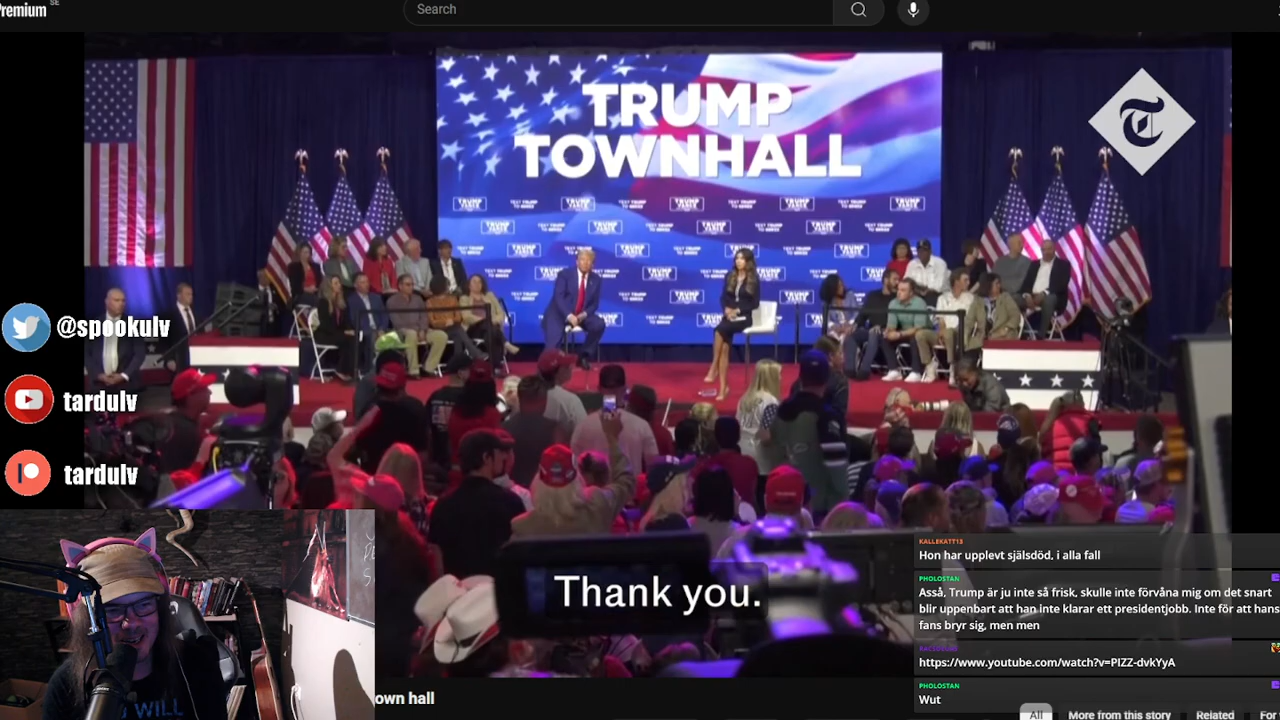 Premium SE
Search
TRUMP
TOWNHALL
T
@spookulv
tardulv
tardulv
Thank you.
own hall
KALLEKATT13
Hon har upplevt själsdöd, i alla fall
PHOLOSTAN
Asså, Trump är ju inte så frisk, skulle inte förvåna mig om det snart
blir uppenbart att han inte klarar ett presidentjobb. Inte för att hans
fans bryr sig, men men
https://www.youtube.com/watch?v=PIZZ-dvkYyA
PHOLOSTAN
Wut
All
More from this story
Related
For
WILL